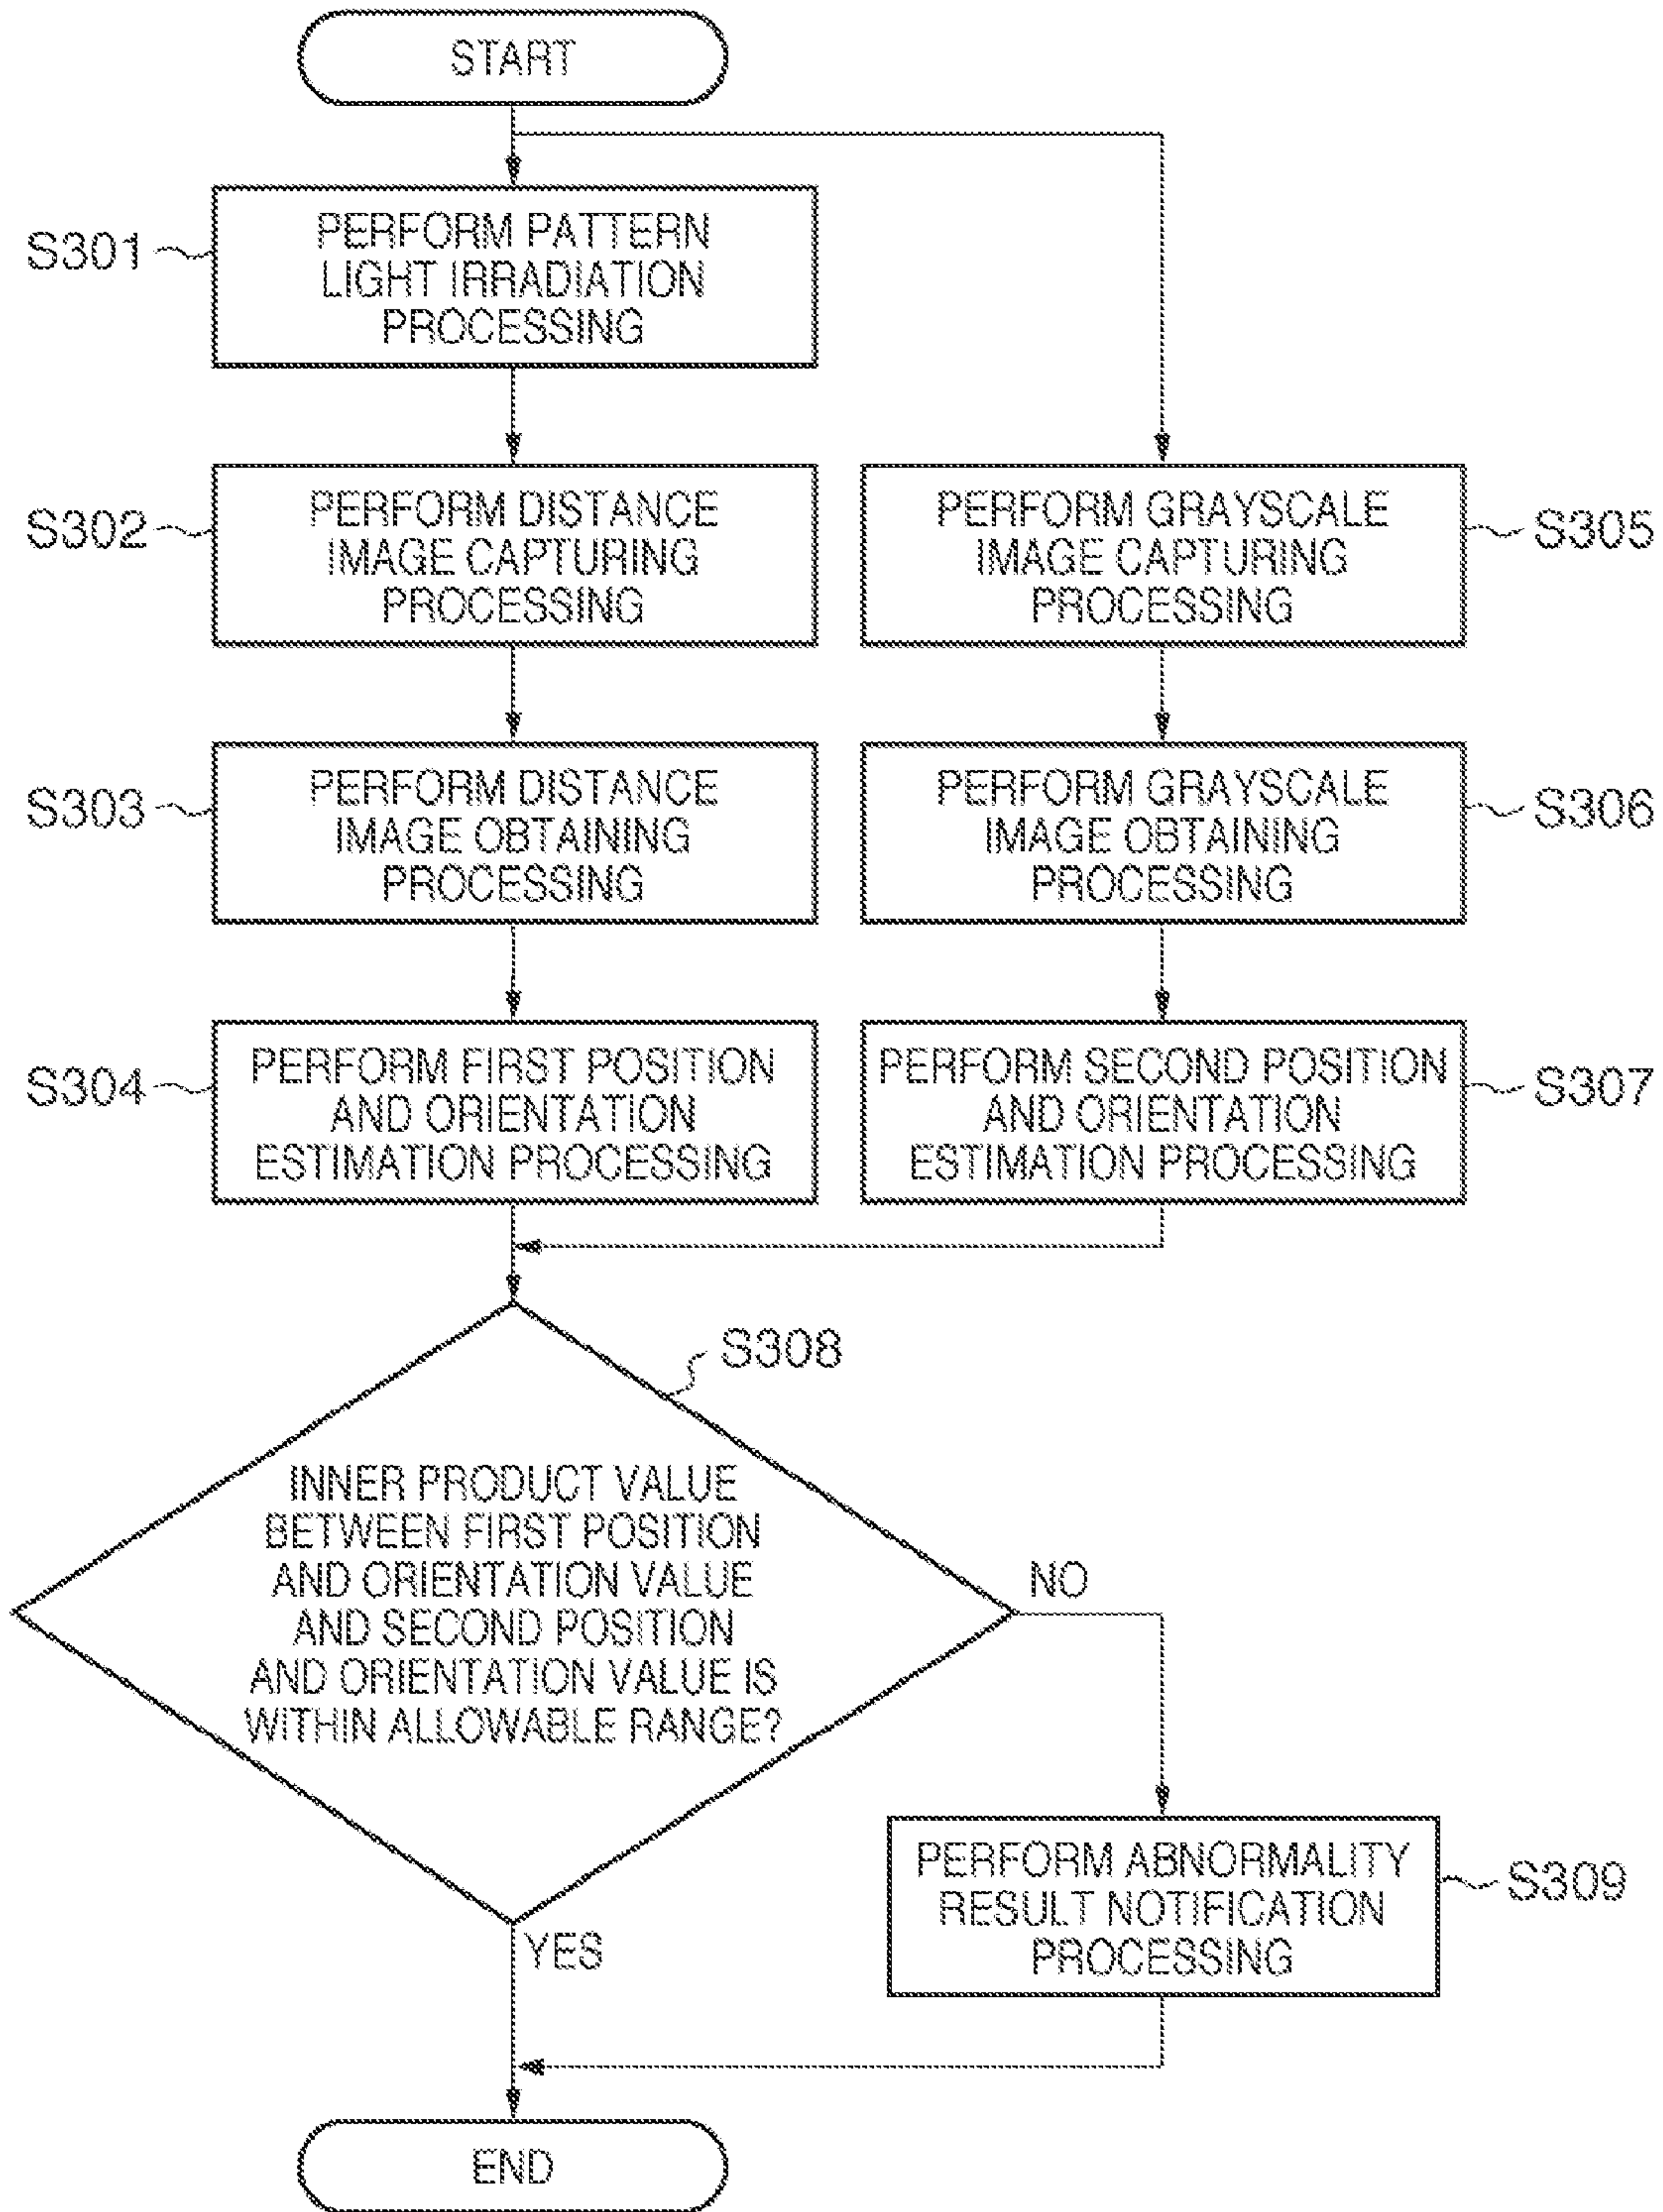 START
S301
PERFORM PATTERN
LIGHT IRRADIATION
PROCESSING
S302
PERFORM DISTANCE
IMAGE CAPTURING
PROCESSING
PERFORM GRAYSCALE
IMAGE CAPTURING
PROCESSING
S305
S303
PERFORM DISTANCE
IMAGE OBTAINING
PROCESSING
PERFORM GRAYSCALE
IMAGE OBTAINING
PROCESSING
S306
S304
PERFORM FIRST POSITION
AND ORIENTATION
ESTIMATION PROCESSING
PERFORM SECOND POSITION
AND ORIENTATION
ESTIMATION PROCESSING
S307
S308
INNER PRODUCT VALUE
BETWEEN FIRST POSITION
AND ORIENTATION VALUE
AND SECOND POSITION
AND ORIENTATION VALUE IS
WITHIN ALLOWABLE RANGE?
NO
YES
PERFORM ABNORMALITY
RESULT NOTIFICATION
PROCESSING
S309
END